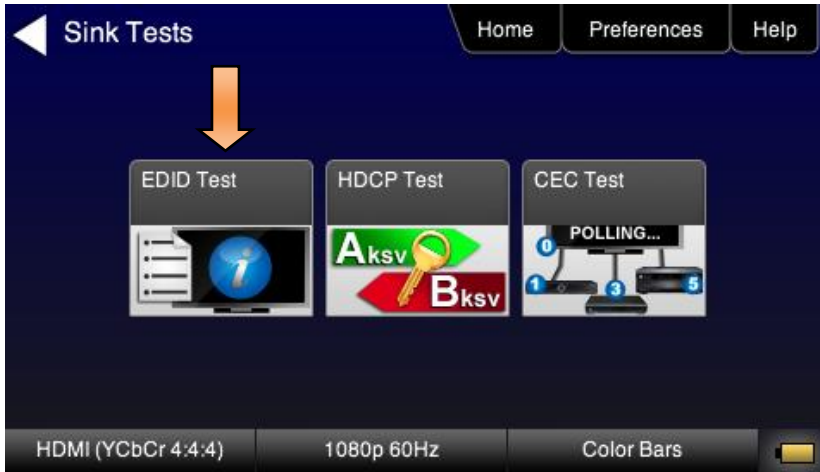 Sink Tests
Home
Preferences
Help
EDID Test
HDCP Test
CEC Test
i
Aksv
Bksv
POLLING...
0
1
3
5
HDMI (YCbCr 4:4:4)
1080p 60Hz
Color Bars